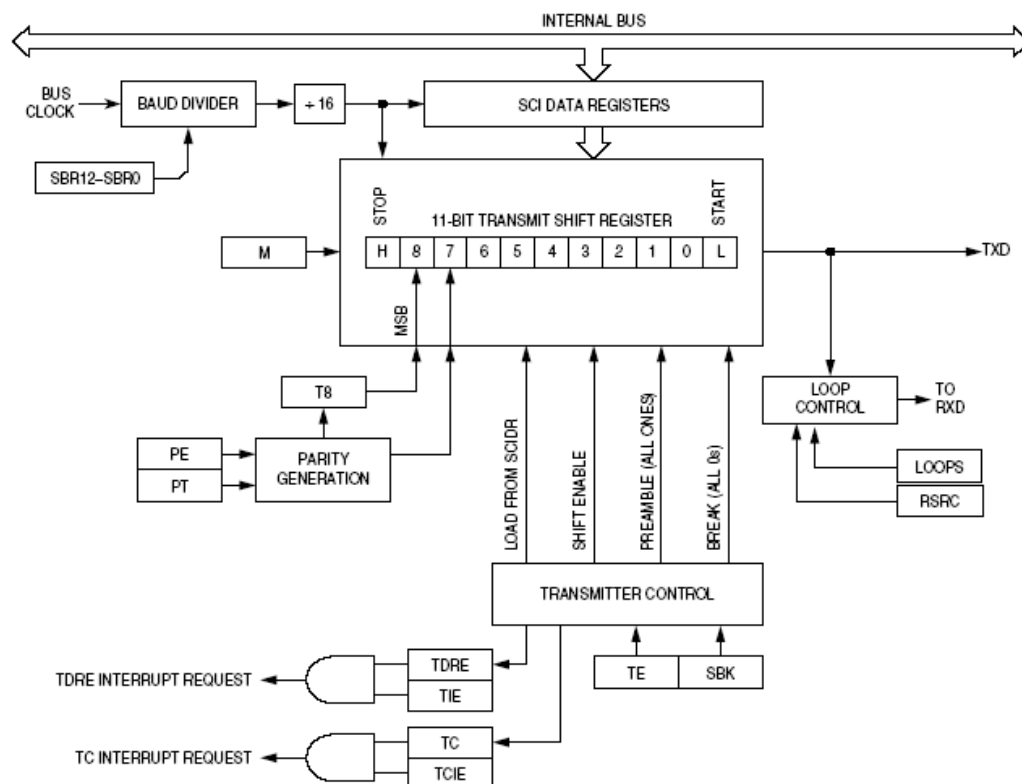 INTERNAL BUS
BUS
CLOCK
BAUD DIVIDER
÷ 16
SCI DATA REGISTERS
SBR12–SBR0
STOP
11-BIT TRANSMIT SHIFT REGISTER
START
M
H 8 7 6 5 4 3 2 1 0 L
TXD
MSB
T8
LOOP
CONTROL
TO
RXD
PE
PT
PARITY
GENERATION
LOAD FROM SCIDR
SHIFT ENABLE
PREAMBLE (ALL ONES)
BREAK (ALL 0s)
LOOPS
RSRC
TRANSMITTER CONTROL
TDRE INTERRUPT REQUEST
TDRE
TIE
TE
SBK
TC INTERRUPT REQUEST
TC
TCIE